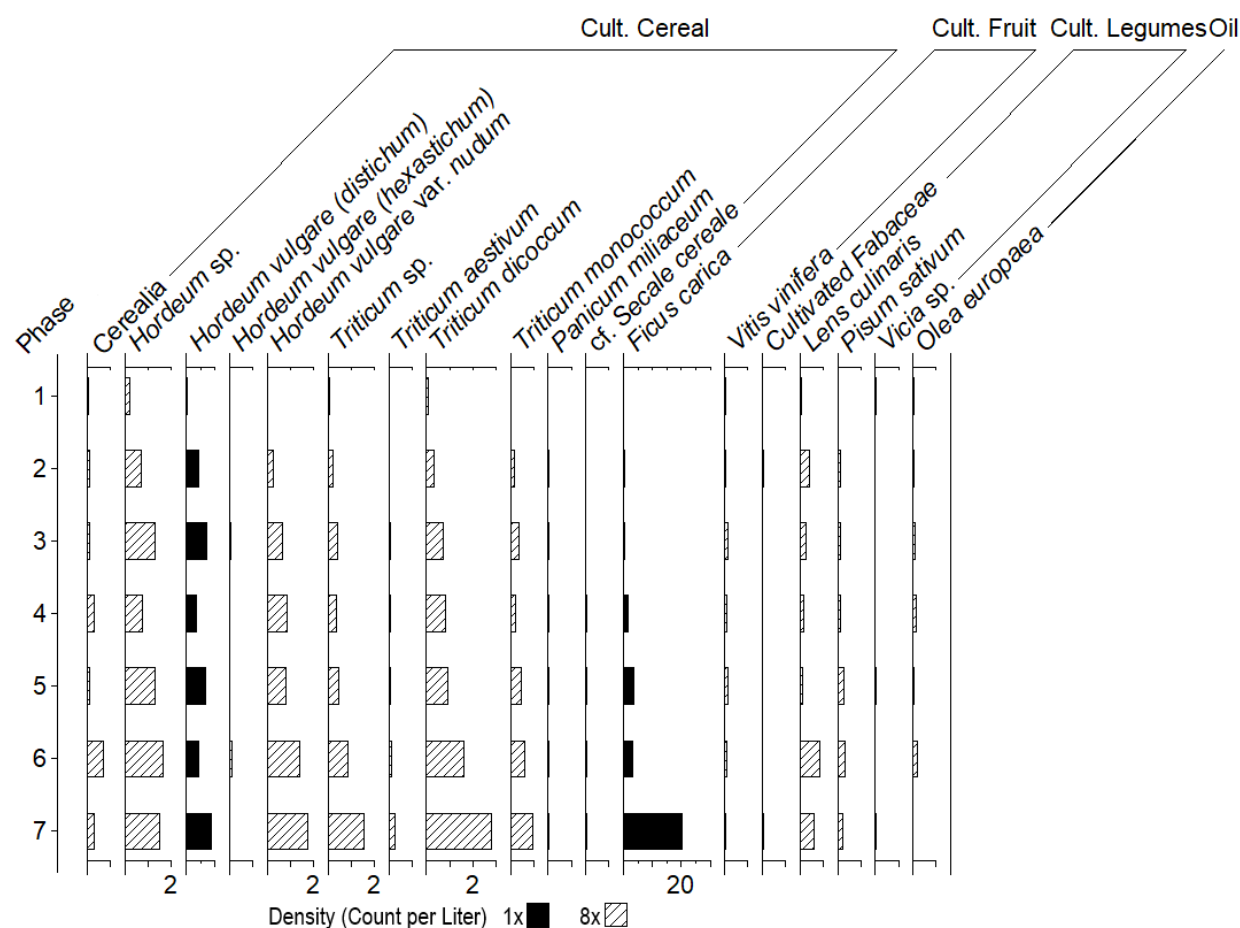 Cult. Cereal
Cult. Fruit
Cult. Legumes
Oil
Phase
Cerealia
Hordeum sp.
Hordeum vulgare (distichum)
Hordeum vulgare (hexastichum)
Hordeum vulgare var. nudum
Triticum sp.
Triticum aestivum
Triticum dicoccum
Triticum monococcum
Panicum miliaceum
cf. Secale cereale
Ficus carica
Vitis vinifera
Cultivated Fabaceae
Lens culinaris
Pisum sativum
Vicia sp.
Olea europaea
1
2
3
4
5
6
7
2 2 2 2 20
Density (Count per Liter) 1x 8x